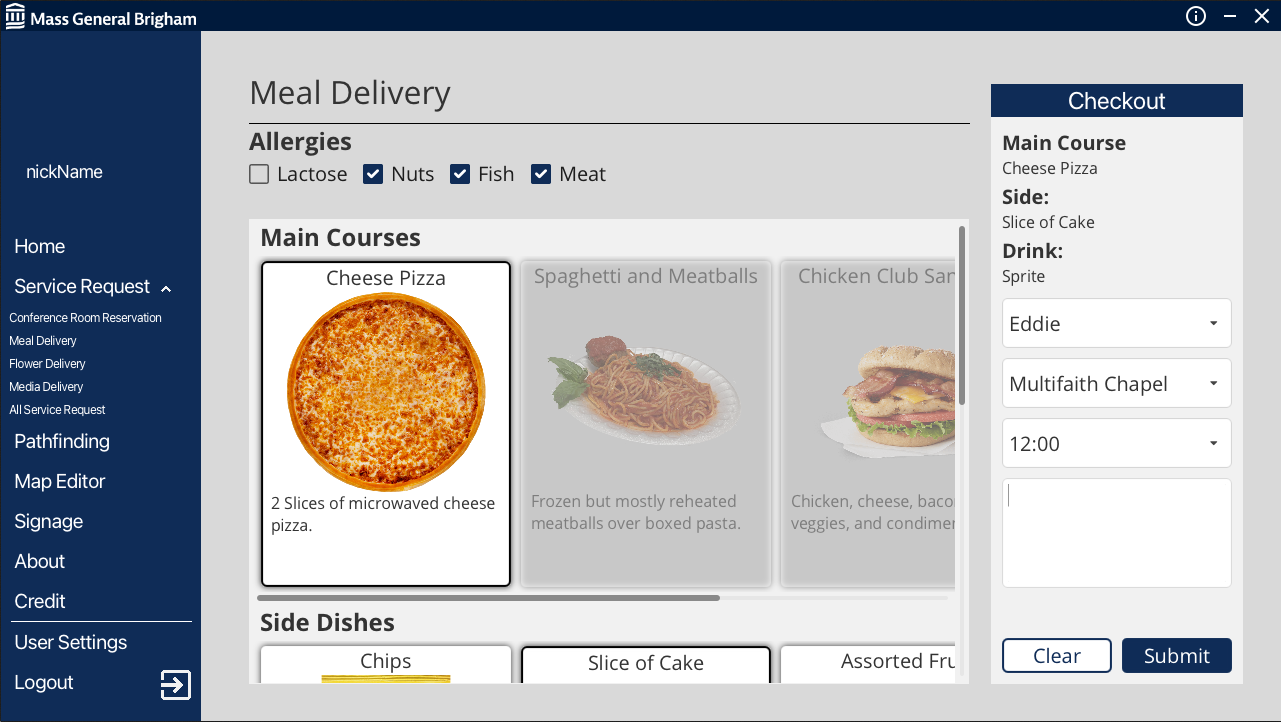 Mass General Brigham
nickName
Home
Service Request
Conference Room Reservation
Meal Delivery
Flower Delivery
Media Delivery
All Service Request
Pathfinding
Map Editor
Signage
About
Credit
User Settings
Logout
Meal Delivery
Allergies
Lactose Nuts Fish Meat
Main Courses
Cheese Pizza
2 Slices of microwaved cheese
pizza.
Spaghetti and Meatballs
Frozen but mostly reheated
meatballs over boxed pasta.
Chicken Club
Chicken, cheese,
veggies, and
Side Dishes
Chips
Slice of Cake
Assorted
Checkout
Main Course
Cheese Pizza
Side:
Slice of Cake
Drink:
Sprite
Eddie
Multifaith Chapel
12:00
Clear
Submit